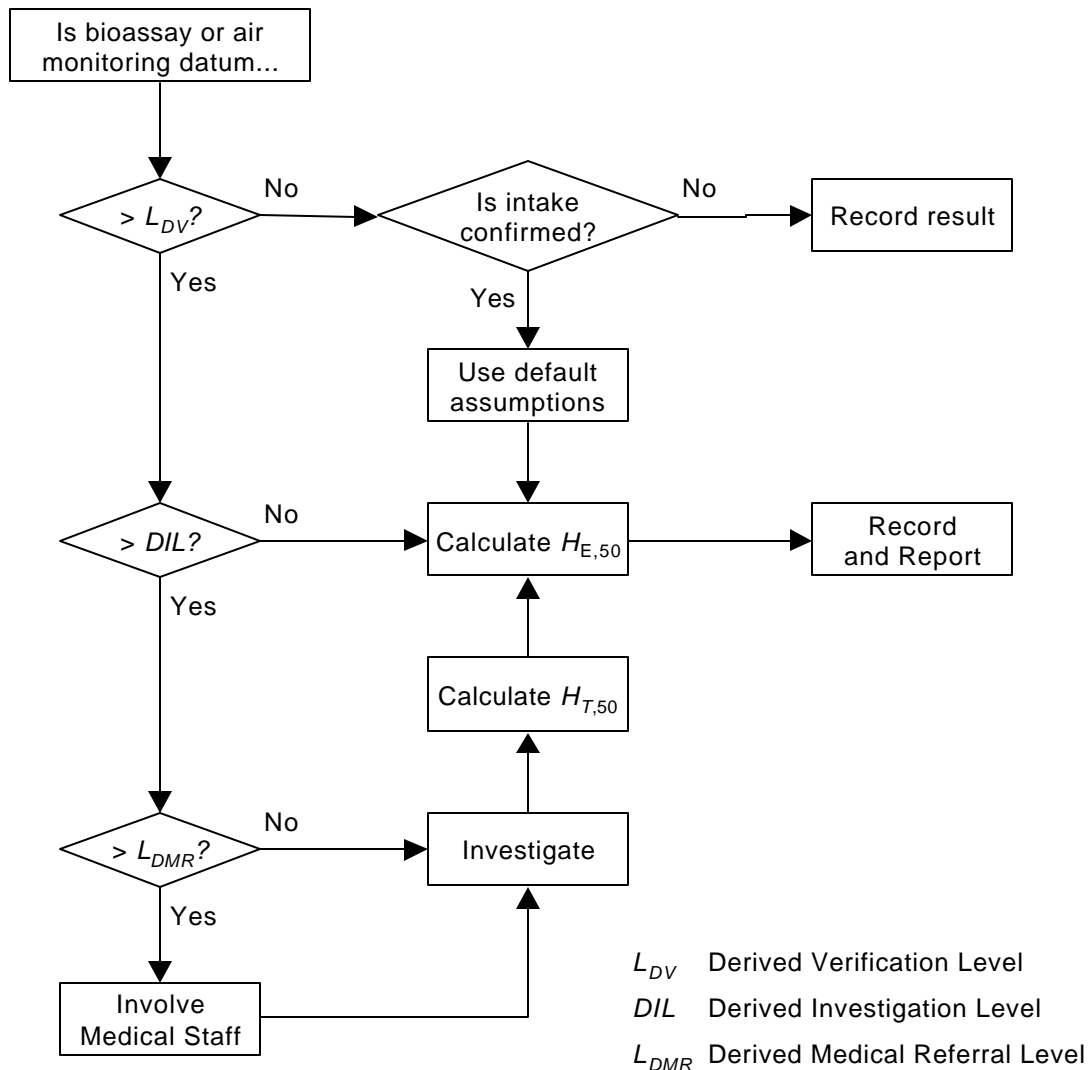 Is bioassay or air
monitoring datum...
> L_DV?
No
Is intake
confirmed?
No
Record result
Yes
Yes
Use default
assumptions
> DIL?
No
Calculate H_E,50
Record
and Report
Yes
Calculate H_T,50
> L_DMR?
No
Investigate
Yes
Involve
Medical Staff
L_DV Derived Verification Level
DIL Derived Investigation Level
L_DMR Derived Medical Referral Level